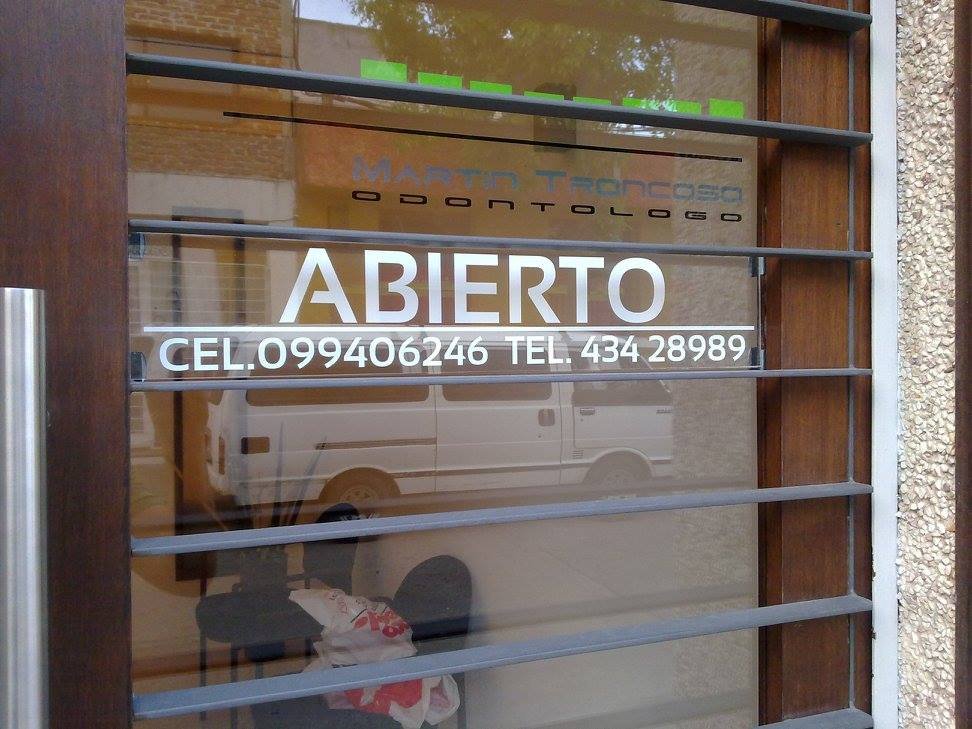 Martin Troncoso
ODONTOLOGO
ABIERTO
CEL.099406246 TEL. 434 28989